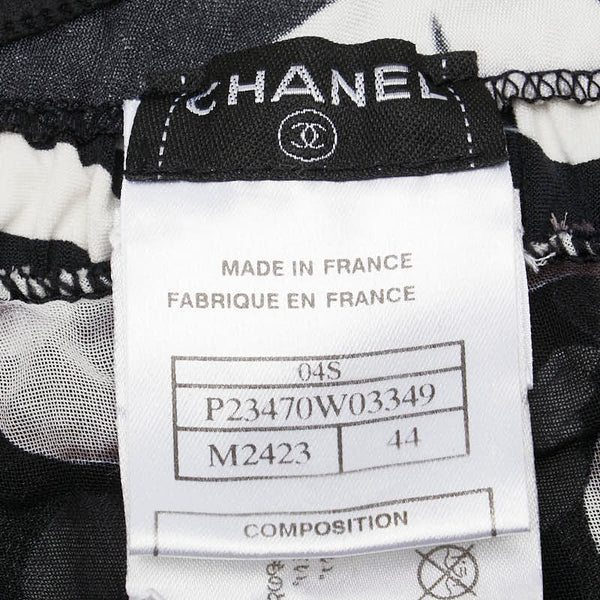 CHANEL
MADE IN FRANCE
FABRIQUE EN FRANCE
04S
P23470W03349
M2423 44
COMPOSITION